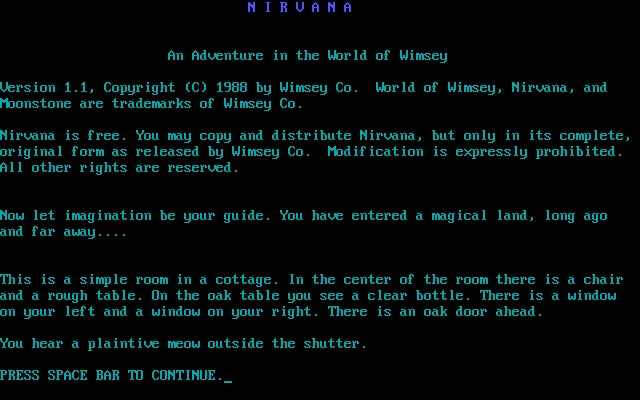 N I R V A N A
An Adventure in the World of Wimsey
Version 1.1, Copyright (C) 1988 by Wimsey Co.  World of Wimsey, Nirvana, and
Moonstone are trademarks of Wimsey Co.
Nirvana is free. You may copy and distribute Nirvana, but only in its complete,
original form as released by Wimsey Co.  Modification is expressly prohibited.
All other rights are reserved.
Now let imagination be your guide. You have entered a magical land, long ago
and far away....
This is a simple room in a cottage. In the center of the room there is a chair
and a rough table. On the oak table you see a clear bottle. There is a window
on your left and a window on your right. There is an oak door ahead.
You hear a plaintive meow outside the shutter.
PRESS SPACE BAR TO CONTINUE._